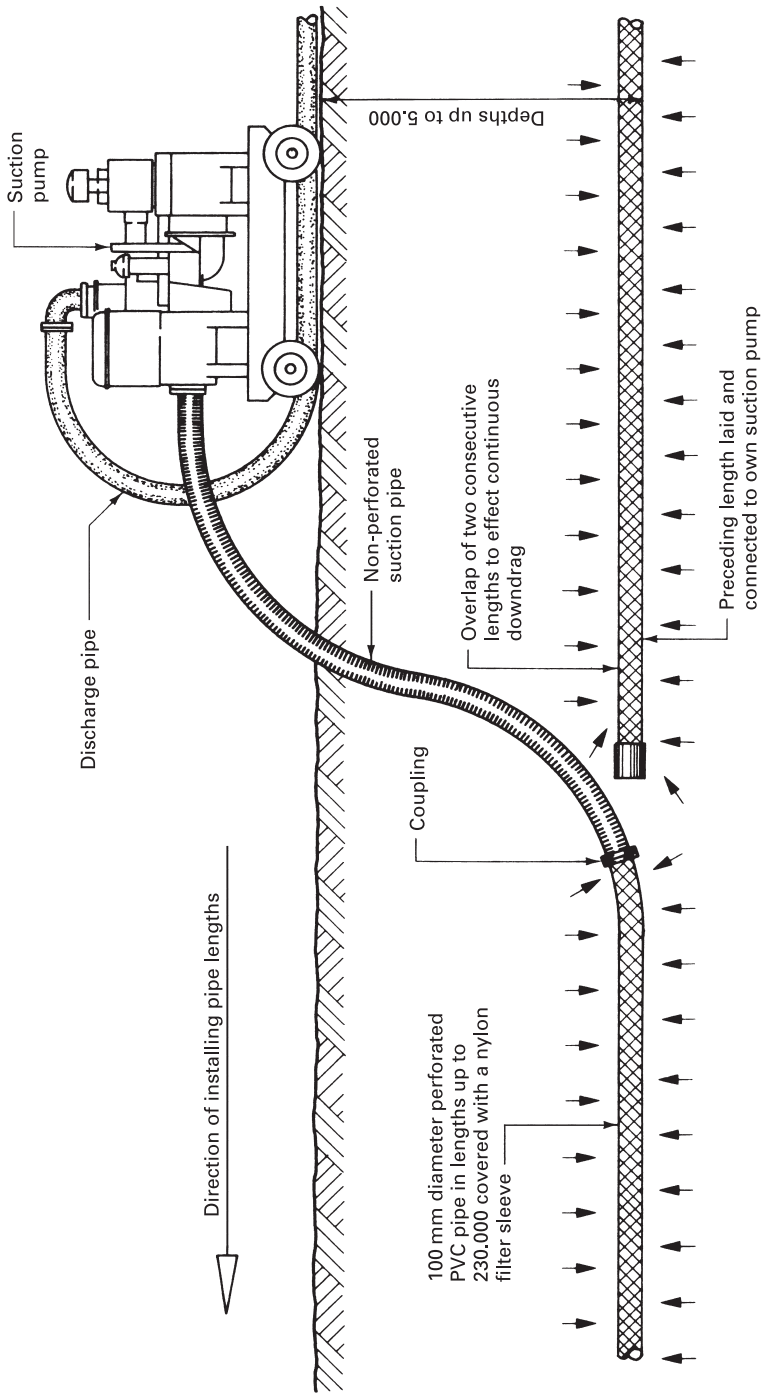 Suction
pump
Discharge pipe
Direction of installing pipe lengths
Non-perforated
suction pipe
Depths up to 5.000
Coupling
Overlap of two consecutive
lengths to effect continuous
downdrag
100 mm diameter perforated
PVC pipe in lengths up to
230.000 covered with a nylon
filter sleeve
Preceding length laid and
connected to own suction pump